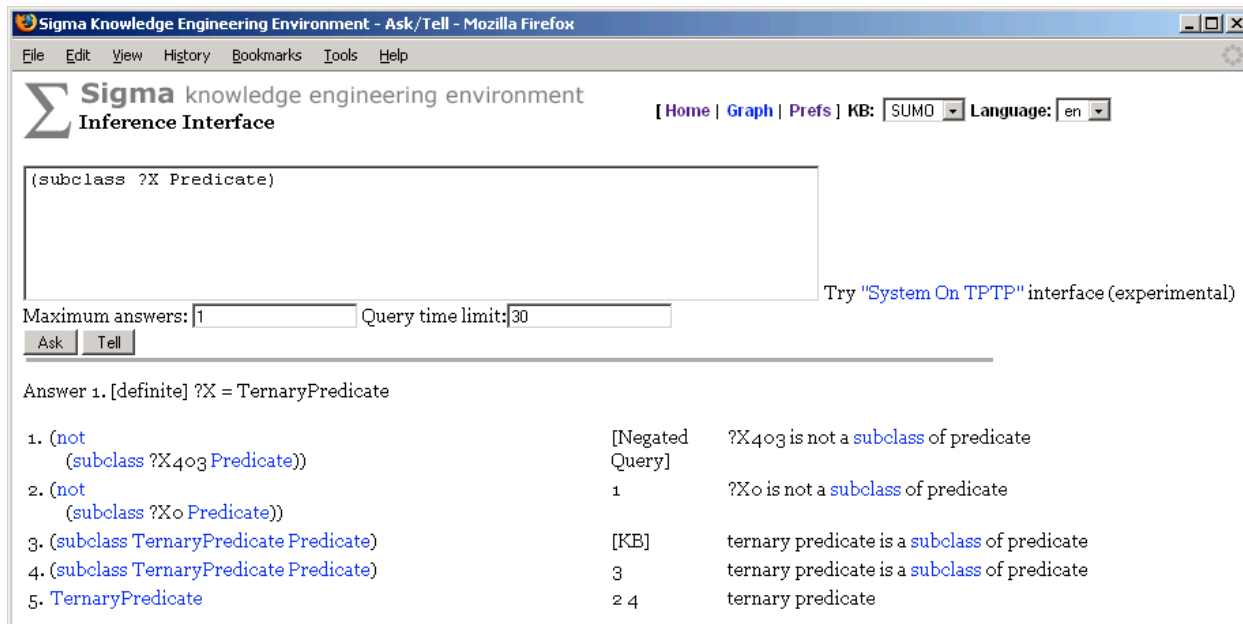 Sigma Knowledge Engineering Environment - Ask/Tell - Mozilla Firefox
File Edit View History Bookmarks Tools Help
Sigma knowledge engineering environment
Inference Interface
[ Home | Graph | Prefs ] KB: SUMO Language: en
(subclass ?X Predicate)
Try "System On TPTP" interface (experimental)
Maximum answers: 1 Query time limit: 30
Ask Tell
Answer 1. [definite] ?X = TernaryPredicate
1. (not [Negated ?X403 is not a subclass of predicate
(subclass ?X403 Predicate)) Query]
2. (not 1 ?X0 is not a subclass of predicate
(subclass ?X0 Predicate))
3. (subclass TernaryPredicate Predicate) [KB] ternary predicate is a subclass of predicate
4. (subclass TernaryPredicate Predicate) 3 ternary predicate is a subclass of predicate
5. TernaryPredicate 2 4 ternary predicate